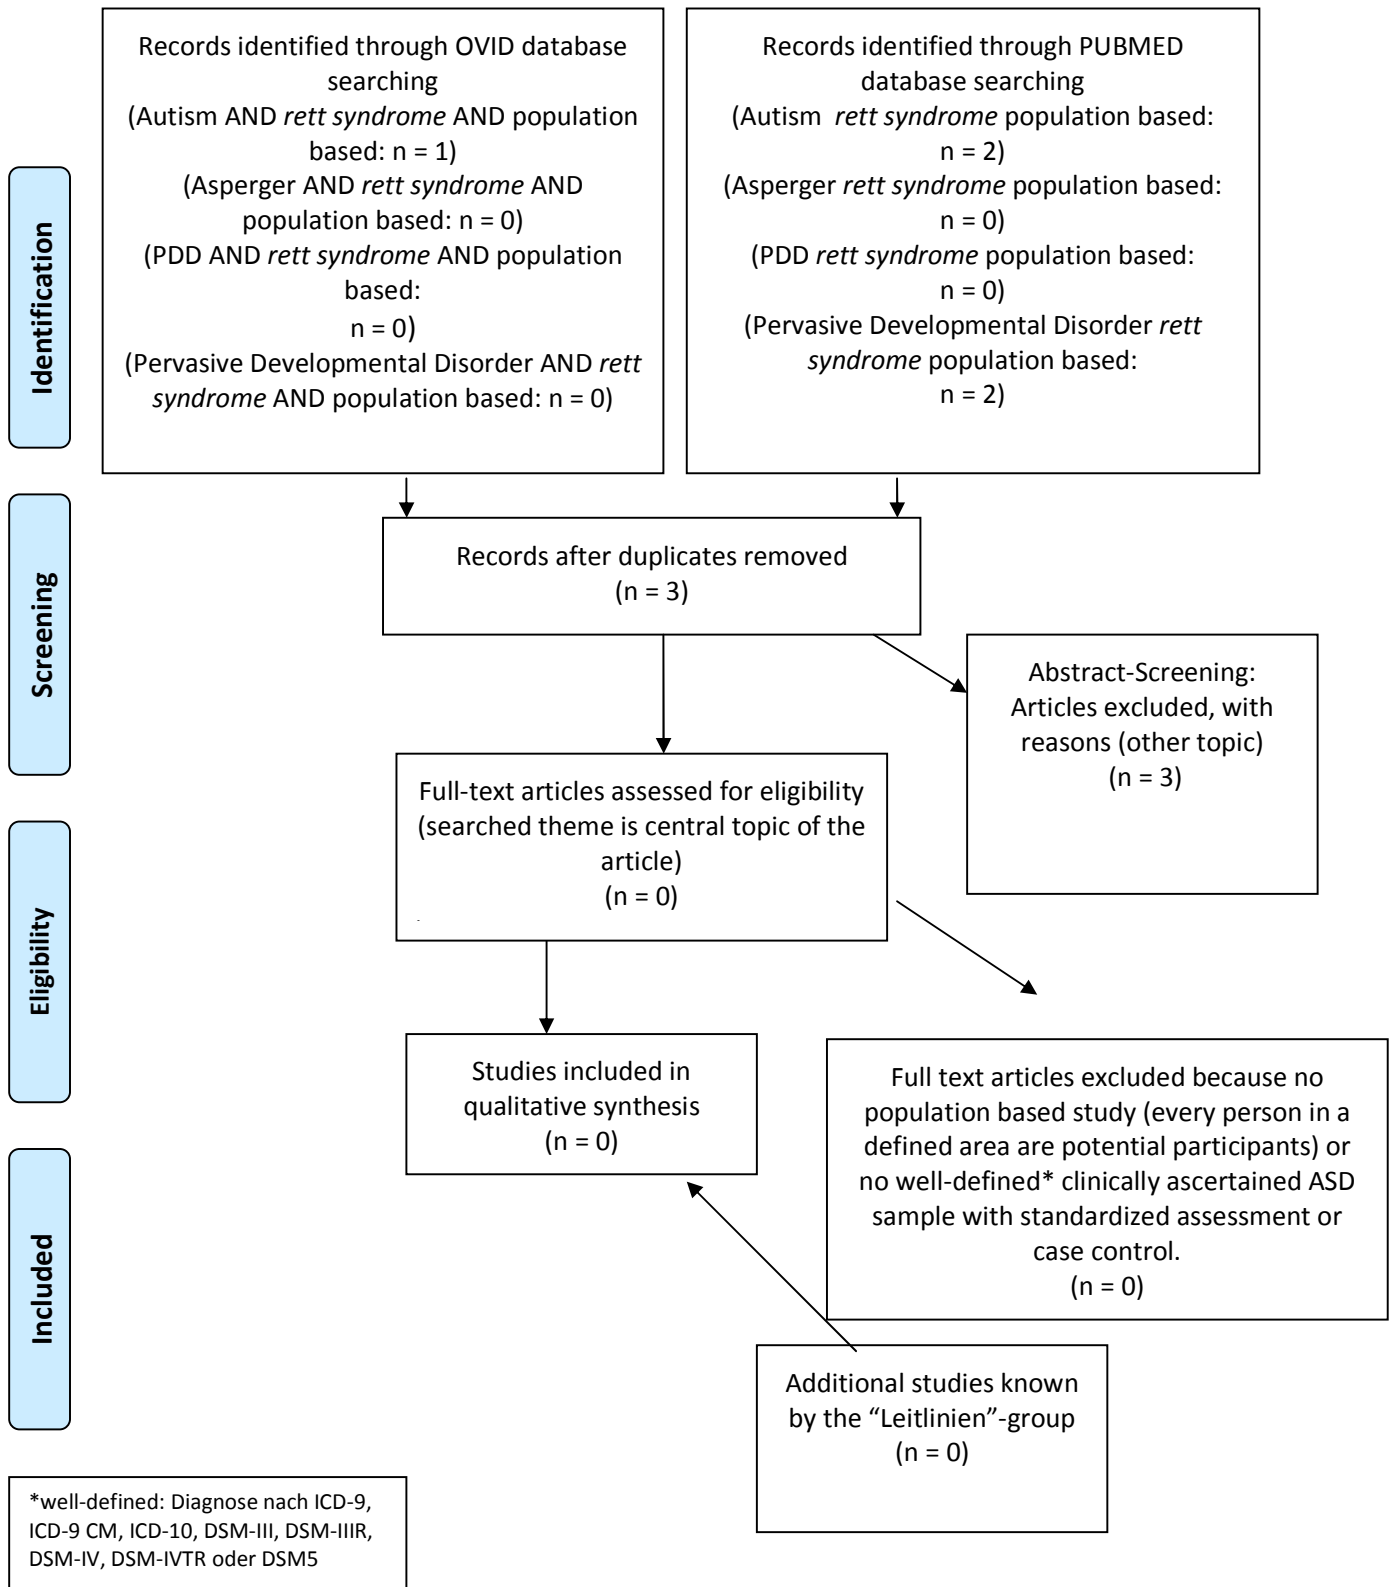 Records identified through OVID database
searching
(Autism AND rett syndrome AND population
based: n = 1)
(Asperger AND rett syndrome AND
population based: n = 0)
(PDD AND rett syndrome AND population
based:
n = 0)
(Pervasive Developmental Disorder AND rett
syndrome AND population based: n = 0)
Records identified through PUBMED
database searching
(Autism rett syndrome population based:
n = 2)
(Asperger rett syndrome population based:
n = 0)
(PDD rett syndrome population based:
n = 0)
(Pervasive Developmental Disorder rett
syndrome population based:
n = 2)
Identification
Screening
Records after duplicates removed
(n = 3)
Abstract-Screening:
Articles excluded, with
reasons (other topic)
(n = 3)
Full-text articles assessed for eligibility
(searched theme is central topic of the
article)
(n = 0)
Eligibility
Studies included in
qualitative synthesis
(n = 0)
Full text articles excluded because no
population based study (every person in a
defined area are potential participants) or
no well-defined* clinically ascertained ASD
sample with standardized assessment or
case control.
(n = 0)
Included
Additional studies known
by the “Leitlinien”-group
(n = 0)
*well-defined: Diagnose nach ICD-9,
ICD-9 CM, ICD-10, DSM-III, DSM-IIIR,
DSM-IV, DSM-IVTR oder DSM5